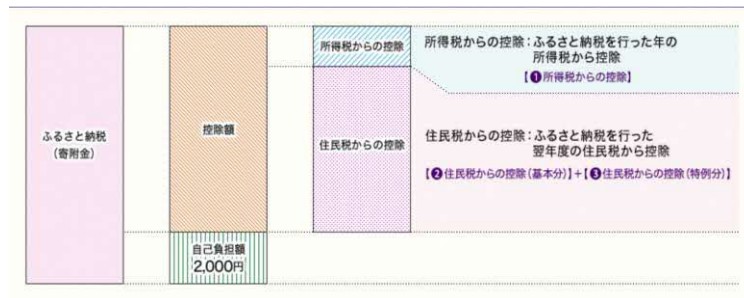 ふるさと納税
(寄附金)
控除額
自己負担額
2,000円
所得税からの控除
住民税からの控除
所得税からの控除：ふるさと納税を行った年の
所得税から控除
【❶所得税からの控除】
住民税からの控除：ふるさと納税を行った
翌年度の住民税から控除
【❷住民税からの控除(基本分)】+【❸住民税からの控除(特例分)】